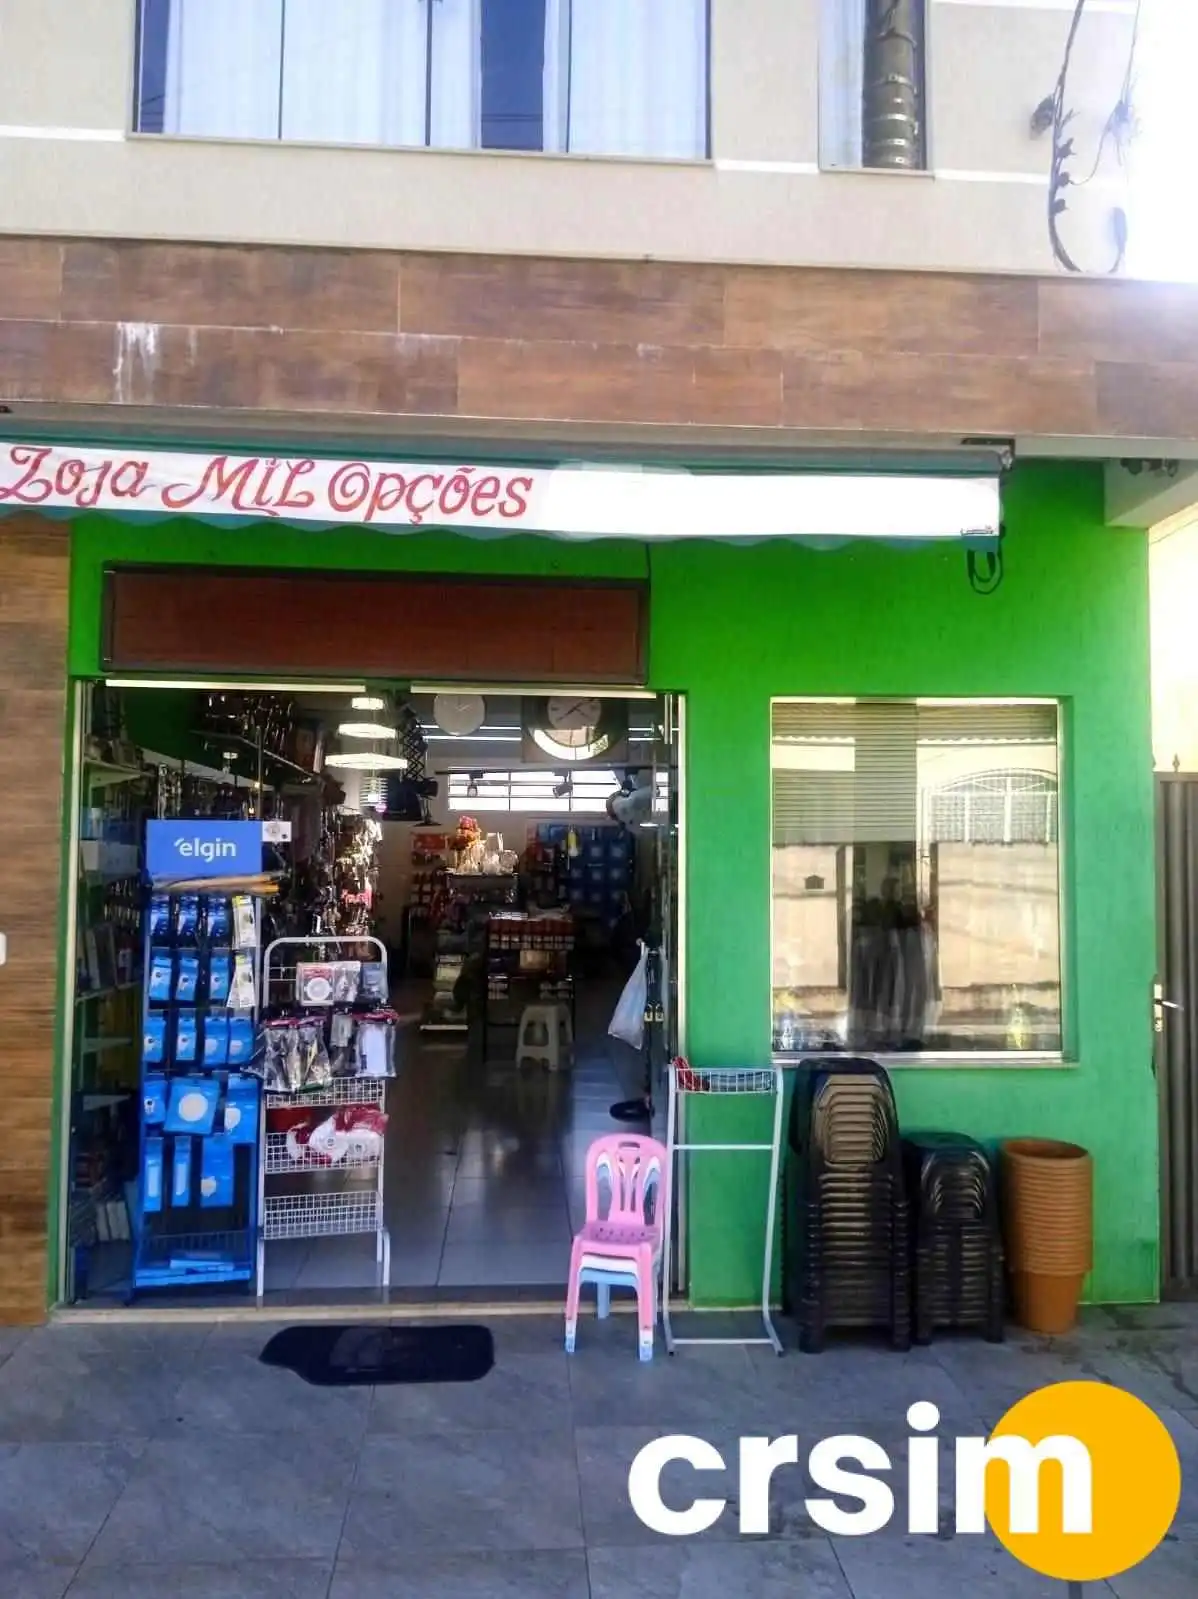 Loja MiL Opções
elgin
crsim